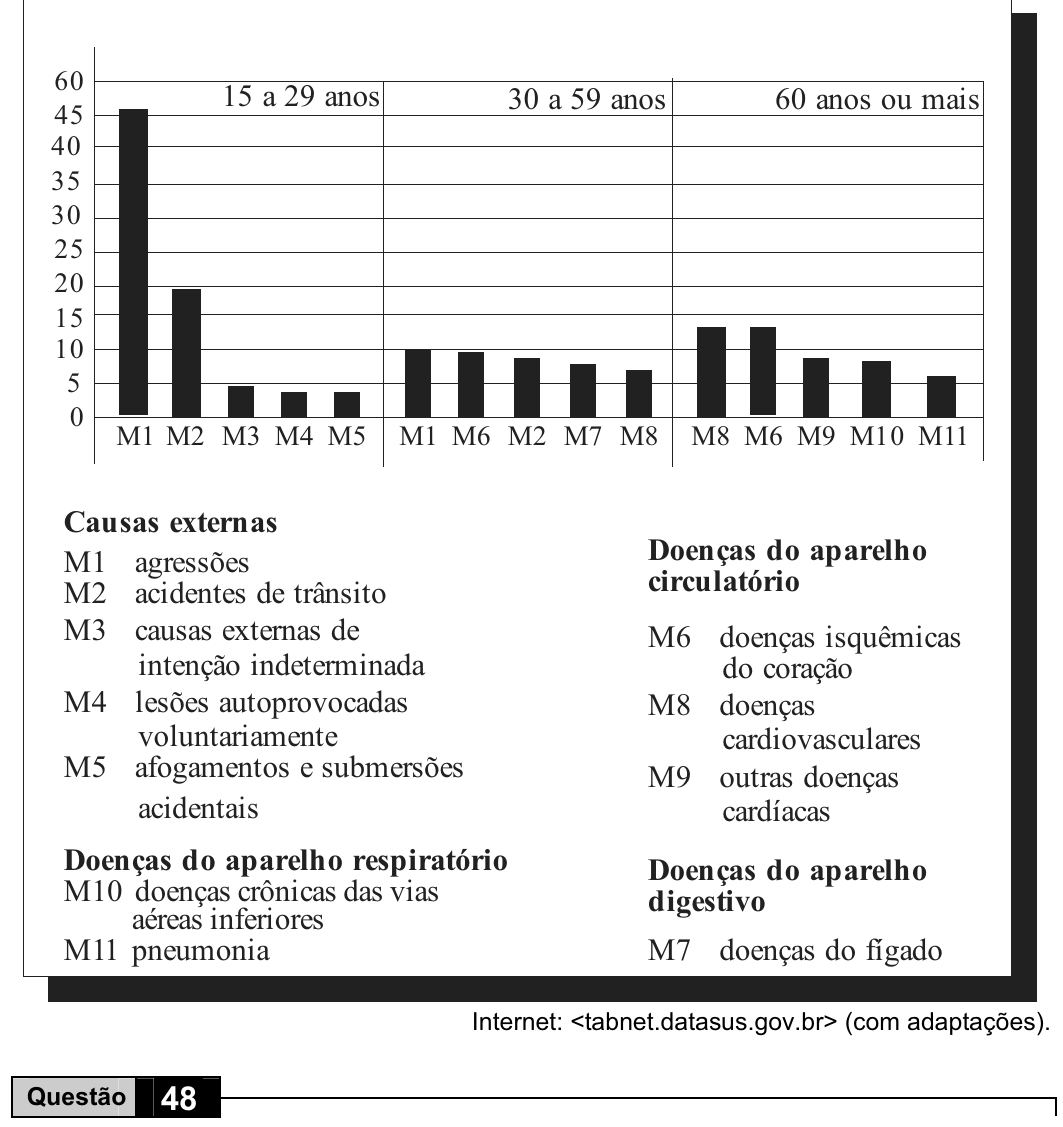 60
15 a 29 anos
30 a 59 anos
60 anos ou mais
45
40
35
30
25
20
15
10
5
0
M1 M2 M3 M4 M5 M1 M6 M2 M7 M8 M8 M6 M9 M10 M11
Causas externas
M1 agressões
M2 acidentes de trânsito
M3 causas externas de
intenção indeterminada
M4 lesões autoprovocadas
voluntariamente
M5 afogamentos e submersões
acidentais
Doenças do aparelho respiratório
M10 doenças crônicas das vias
aéreas inferiores
M11 pneumonia
Doenças do aparelho
circulatório
M6 doenças isquêmicas
do coração
M8 doenças
cardiovasculares
M9 outras doenças
cardíacas
Doenças do aparelho
digestivo
M7 doenças do fígado
Internet: <tabnet.datasus.gov.br> (com adaptações).
Questão 48